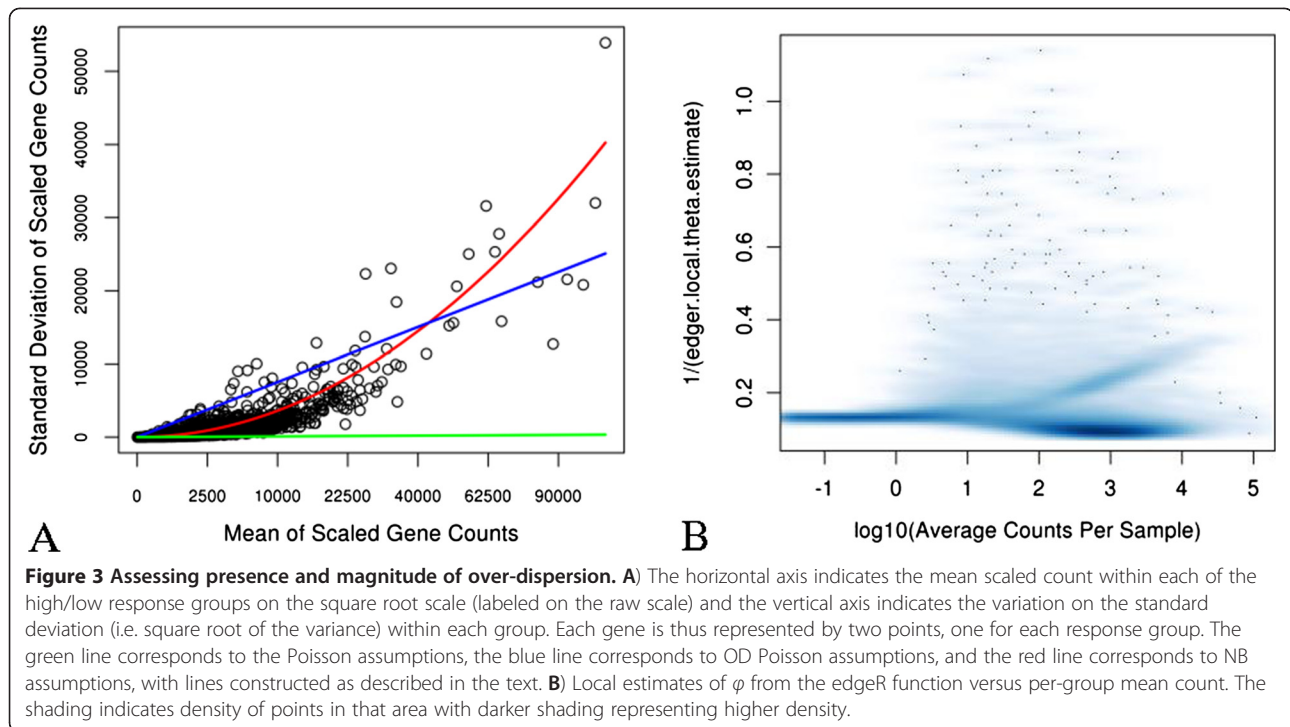 Standard Deviation of Scaled Gene Counts
50000
40000
30000
20000
10000
0
0 2500 10000 22500 40000 62500 90000
Mean of Scaled Gene Counts
A
1/(edger.local.theta.estimate)
1.0
0.8
0.6
0.4
0.2
-1 0 1 2 3 4 5
log10(Average Counts Per Sample)
B
Figure 3 Assessing presence and magnitude of over-dispersion. A) The horizontal axis indicates the mean scaled count within each of the
high/low response groups on the square root scale (labeled on the raw scale) and the vertical axis indicates the variation on the standard
deviation (i.e. square root of the variance) within each group. Each gene is thus represented by two points, one for each response group. The
green line corresponds to the Poisson assumptions, the blue line corresponds to OD Poisson assumptions, and the red line corresponds to NB
assumptions, with lines constructed as described in the text. B) Local estimates of φ from the edgeR function versus per-group mean count. The
shading indicates density of points in that area with darker shading representing higher density.